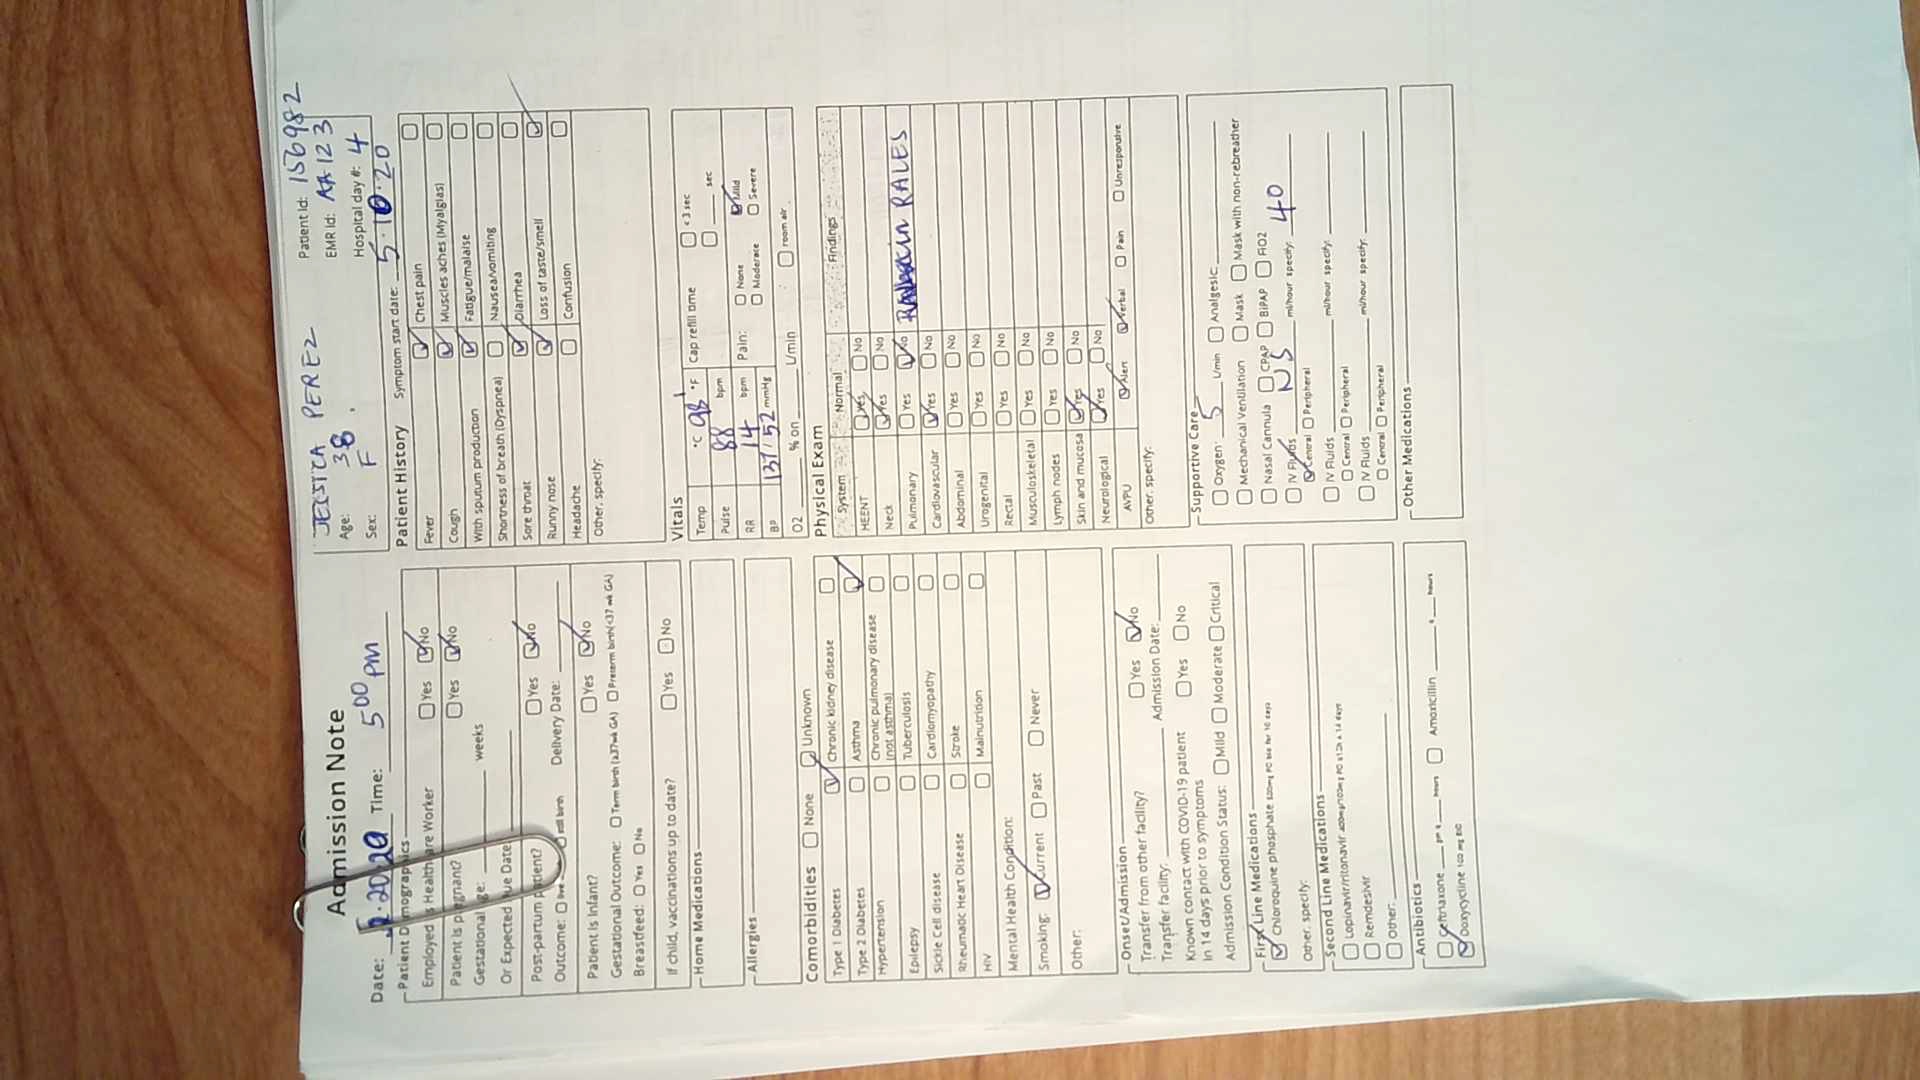 Admission Note
Date: 5.20.20 Time: 5 00 pm
JESSICA PEREZ
Age: 38.
Sex: F
Patient Id: 156982
EMR Id: AA 123
Hospital day #: 4
Patient Demographics
Employed as Healthcare Worker Yes No
Patient is pregnant? Yes No
Gestational age: weeks
Or Expected Due Date
Post-partum patient? Yes No
Outcome: Live Still birth Delivery Date:
Patient is Infant? Yes No
Gestational Outcome: Term birth (≥37wk GA) Preterm birth(<37 wk GA)
Breastfeed: Yes No
If child, vaccinations up to date? Yes No
Home Medications
Allergies
Comorbidities None Unknown
Type 1 Diabetes Chronic kidney disease
Type 2 Diabetes Asthma
Hypertension Chronic pulmonary disease (not asthma)
Epilepsy Tuberculosis
Sickle Cell disease Cardiomyopathy
Rheumatic Heart Disease Stroke
HIV Malnutrition
Mental Health Condition:
Smoking: Current Past Never
Other:
Onset/Admission
Transfer from other facility? Yes No
Transfer facility: Admission Date:
Known contact with COVID-19 patient
in 14 days prior to symptoms Yes No
Admission Condition Status: Mild Moderate Critical
First Line Medications
Chloroquine phosphate 500mg PO BID for 10 days
Other, specify:
Second Line Medications
Lopinavir/ritonavir 400mg/100mg PO q12h x 14 days
Remdesivir
Other:
Antibiotics
Ceftriaxone gm q hours Amoxicillin q hours
Doxycycline 100 mg BID
Patient History Symptom start date: 5.10.20
Fever Chest pain
Cough Muscles aches (Myalgias)
With sputum production Fatigue/malaise
Shortness of breath (Dyspnea) Nausea/vomiting
Sore throat Diarrhea
Runny nose Loss of taste/smell
Headache Confusion
Other, specify:
Vitals
Temp °C 98.1 °F Cap refill time <3 sec
Pulse 88 bpm sec
RR 14 bpm Pain: None Mild
Moderate Severe
BP 137/52 mmHg
O2 % on L/min room air
Physical Exam
System Normal Findings
HEENT Yes No
Neck Yes No
Pulmonary Yes No RALES
Cardiovascular Yes No
Abdominal Yes No
Urogenital Yes No
Rectal Yes No
Musculoskeletal Yes No
Lymph nodes Yes No
Skin and mucosa Yes No
Neurological Yes No
AVPU Alert Verbal Pain Unresponsive
Other, specify:
Supportive Care
Oxygen: 5 L/min Analgesic:
Mechanical Ventilation Mask Mask with non-rebreather
Nasal Cannula CPAP BiPAP FiO2
IV Fluids NS ml/hour specify: 40
Central Peripheral
IV Fluids ml/hour specify:
Central Peripheral
IV Fluids ml/hour specify:
Central Peripheral
Other Medications